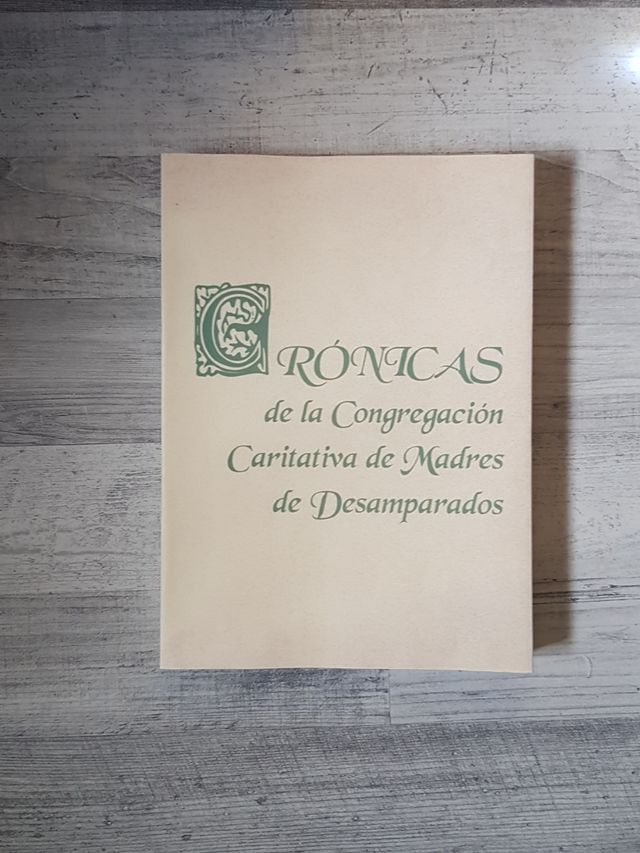 CRÓNICAS
de la Congregación
Caritativa de Madres
de Desamparados